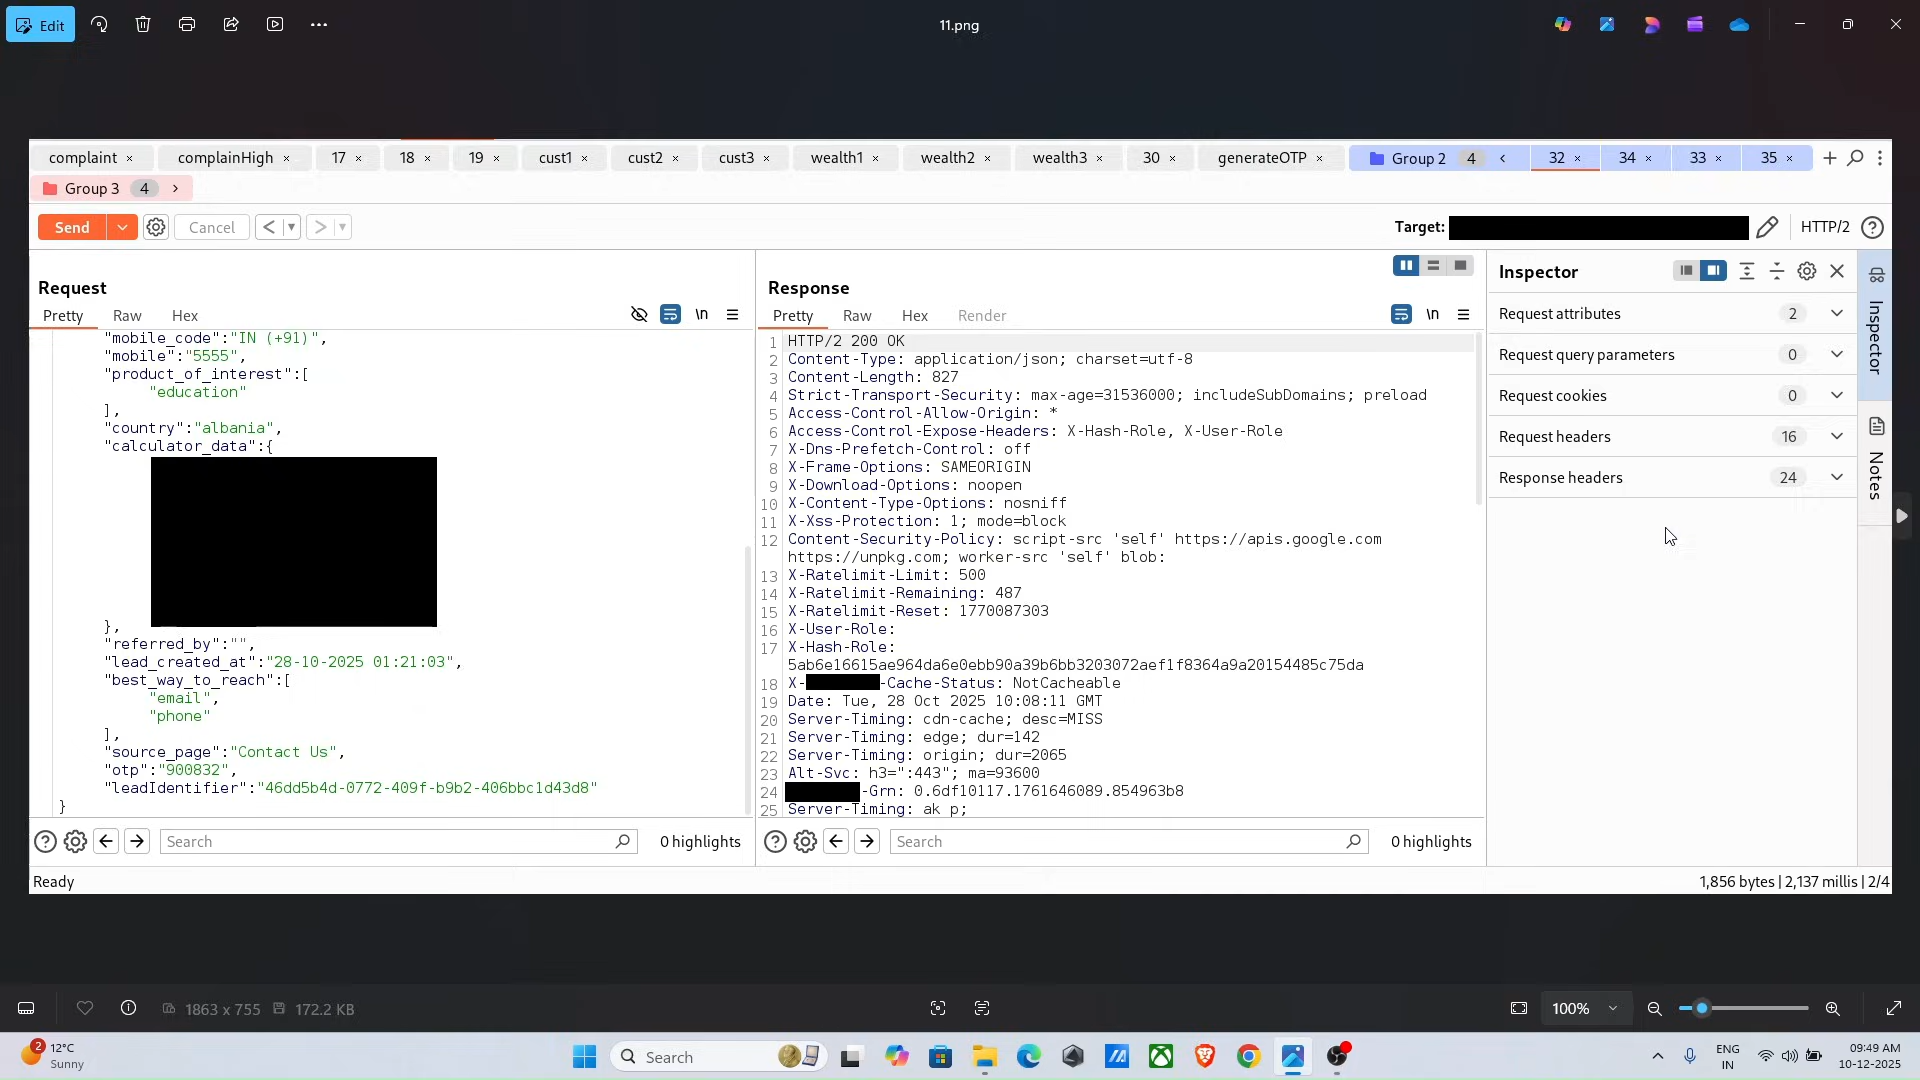 Edit
11.png
complaint ×
complainHigh ×
17 ×
18 ×
19 ×
cust1 ×
cust2 ×
cust3 ×
wealth1 ×
wealth2 ×
wealth3 ×
30 ×
generateOTP ×
Group 2 4
32 ×
34 ×
33 ×
35 ×
Group 3 4
Send
Cancel
Target:
HTTP/2
Request
Pretty Raw Hex
\n
"mobile_code":"IN (+91)",
"mobile":"5555",
"product_of_interest":[
"education"
],
"country":"albania",
"calculator_data":{
},
"referred_by":"",
"lead_created_at":"28-10-2025 01:21:03",
"best_way_to_reach":[
"email",
"phone"
],
"source_page":"Contact Us",
"otp":"900832",
"leadIdentifier":"46dd5b4d-0772-409f-b9b2-406bbc1d43d8"
}
Search
0 highlights
Response
Pretty Raw Hex Render
\n
1 HTTP/2 200 OK
2 Content-Type: application/json; charset=utf-8
3 Content-Length: 827
4 Strict-Transport-Security: max-age=31536000; includeSubDomains; preload
5 Access-Control-Allow-Origin: *
6 Access-Control-Expose-Headers: X-Hash-Role, X-User-Role
7 X-Dns-Prefetch-Control: off
8 X-Frame-Options: SAMEORIGIN
9 X-Download-Options: noopen
10 X-Content-Type-Options: nosniff
11 X-Xss-Protection: 1; mode=block
12 Content-Security-Policy: script-src 'self' https://apis.google.com
https://unpkg.com; worker-src 'self' blob:
13 X-Ratelimit-Limit: 500
14 X-Ratelimit-Remaining: 487
15 X-Ratelimit-Reset: 1770087303
16 X-User-Role:
17 X-Hash-Role:
5ab6e16615ae964da6e0ebb90a39b6bb3203072aef1f8364a9a20154485c75da
18 X- -Cache-Status: NotCacheable
19 Date: Tue, 28 Oct 2025 10:08:11 GMT
20 Server-Timing: cdn-cache; desc=MISS
21 Server-Timing: edge; dur=142
22 Server-Timing: origin; dur=2065
23 Alt-Svc: h3=":443"; ma=93600
24 -Grn: 0.6df10117.1761646089.854963b8
25 Server-Timing: ak p;
Search
0 highlights
Inspector
Request attributes 2
Request query parameters 0
Request cookies 0
Request headers 16
Response headers 24
Inspector
Notes
Ready
1,856 bytes | 2,137 millis | 2/4
1863 x 755
172.2 KB
100%
2
12°C
Sunny
Search
ENG
IN
09:49 AM
10-12-2025